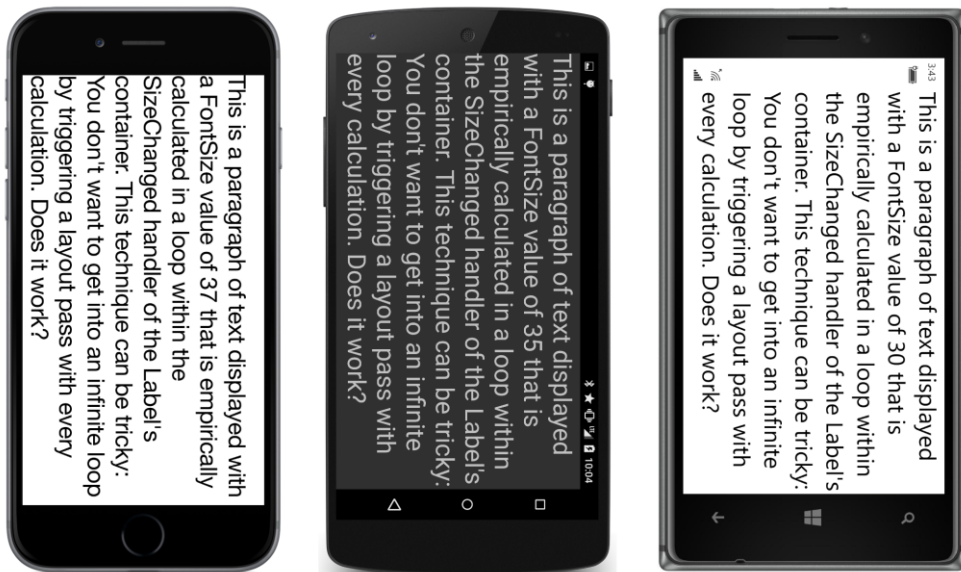 This is a paragraph of text displayed with
a FontSize value of 37 that is empirically
calculated in a loop within the
SizeChanged handler of the Label's
container. This technique can be tricky:
You don't want to get into an infinite loop
by triggering a layout pass with every
calculation. Does it work?
10:04
LTE
This is a paragraph of text displayed
with a FontSize value of 35 that is
empirically calculated in a loop within
the SizeChanged handler of the Label's
container. This technique can be tricky:
You don't want to get into an infinite
loop by triggering a layout pass with
every calculation. Does it work?
3:43
This is a paragraph of text displayed
with a FontSize value of 30 that is
empirically calculated in a loop within
the SizeChanged handler of the Label's
container. This technique can be tricky:
You don't want to get into an infinite
loop by triggering a layout pass with
every calculation. Does it work?